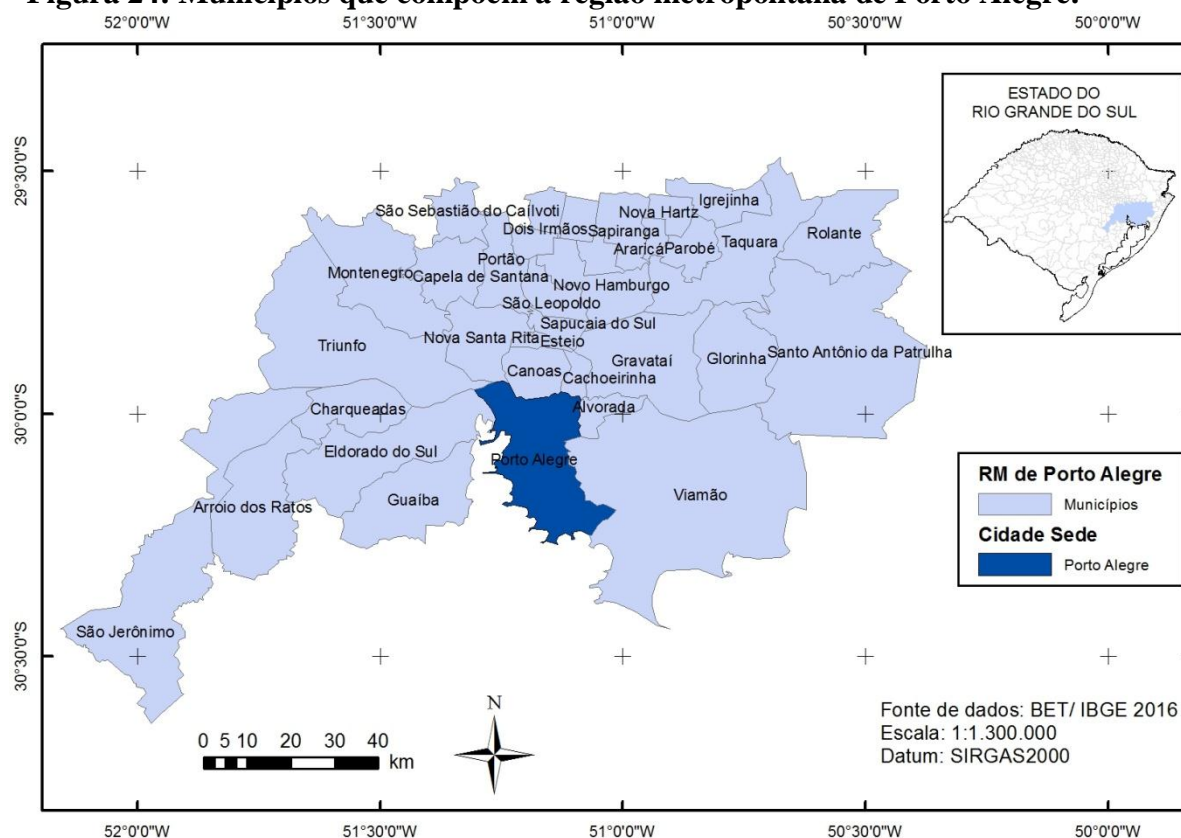 Figura 24: Municípios que compõem a região metropolitana de Porto Alegre.
52°0'0"W 51°30'0"W 51°0'0"W 50°30'0"W 50°0'0"W
29°30'0"S
30°0'0"S
30°30'0"S
ESTADO DO
RIO GRANDE DO SUL
Igrejinha
São Sebastião do Caílvoti
Nova Hartz
Dois Irmãos
Sapiranga
Rolante
Araricá
Parobé
Taquara
Portão
Montenegro
Capela de Santana
Novo Hamburgo
São Leopoldo
Sapucaia do Sul
Nova Santa Rita
Esteio
Triunfo
Santo Antônio da Patrulha
Gravataí
Glorinha
Canoas
Cachoeirinha
Charqueadas
Alvorada
Eldorado do Sul
Porto Alegre
Guaíba
Viamão
Arroio dos Ratos
São Jerônimo
RM de Porto Alegre
Municípios
Cidade Sede
Porto Alegre
N
0 5 10 20 30 40
km
Fonte de dados: BET/ IBGE 2016
Escala: 1:1.300.000
Datum: SIRGAS2000
52°0'0"W 51°30'0"W 51°0'0"W 50°30'0"W 50°0'0"W